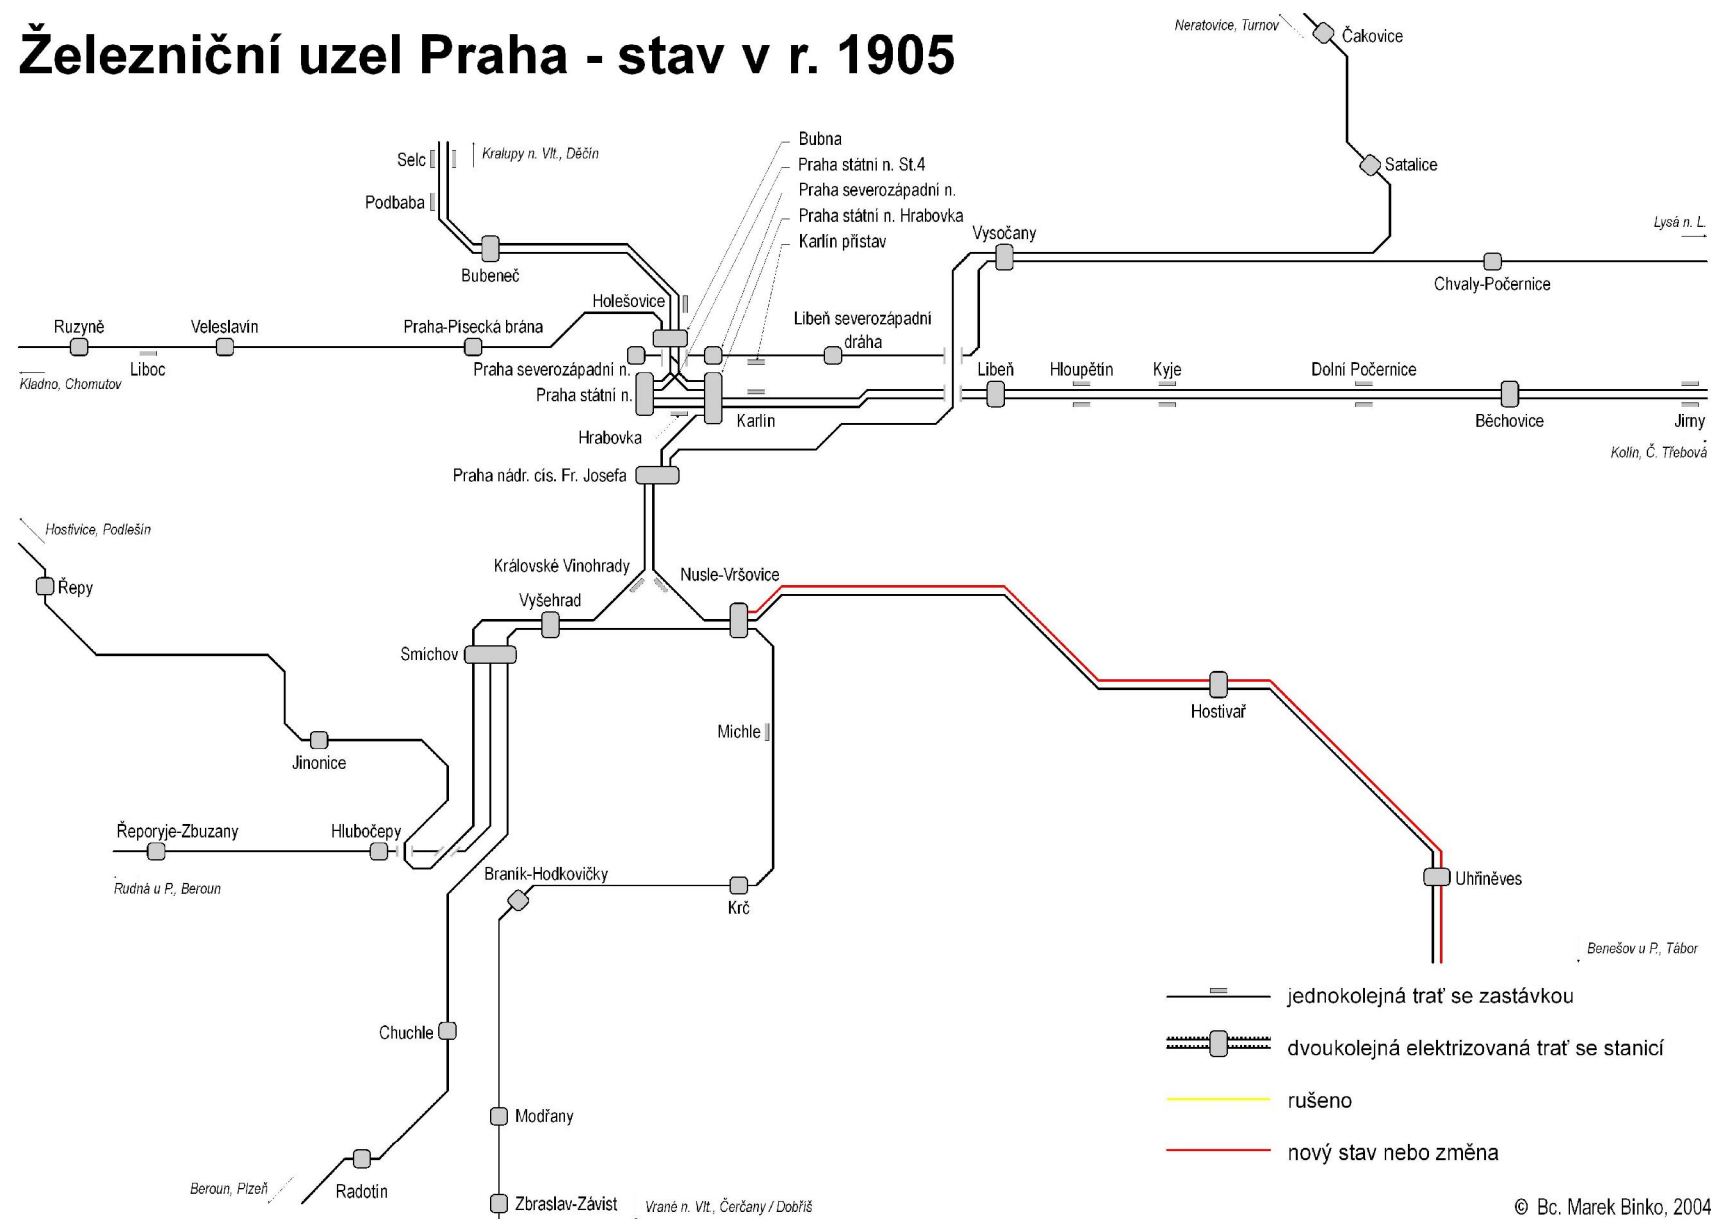 Železniční uzel Praha - stav v r. 1905
Neratovice, Turnov
Čakovice
Bubna
Selc
Kralupy n. Vlt., Děčín
Praha státní n. St.4
Satalice
Podbaba
Praha severozápadní n.
Praha státní n. Hrabovka
Lysá n. L.
Karlín přístav
Vysočany
Bubeneč
Chvaly-Počernice
Holešovice
Libeň severozápadní
dráha
Ruzyně
Veleslavín
Praha-Písecká brána
Liboc
Praha severozápadní n.
Libeň
Hloupětín
Kyje
Dolní Počernice
Kladno, Chomutov
Praha státní n.
Karlín
Běchovice
Jirny
Hrabovka
Kolín, Č. Třebová
Praha nádr. cís. Fr. Josefa
Hostivice, Podlešín
Královské Vinohrady
Nusle-Vršovice
Řepy
Vyšehrad
Smíchov
Hostivař
Michle
Jinonice
Řeporyje-Zbuzany
Hlubočepy
Braník-Hodkovičky
Uhříněves
Rudná u P., Beroun
Krč
Benešov u P., Tábor
jednokolejná trať se zastávkou
Chuchle
dvoukolejná elektrizovaná trať se stanicí
rušeno
Modřany
nový stav nebo změna
Beroun, Plzeň
Radotín
Zbraslav-Závist
Vrané n. Vlt., Čerčany / Dobříš
© Bc. Marek Binko, 2004